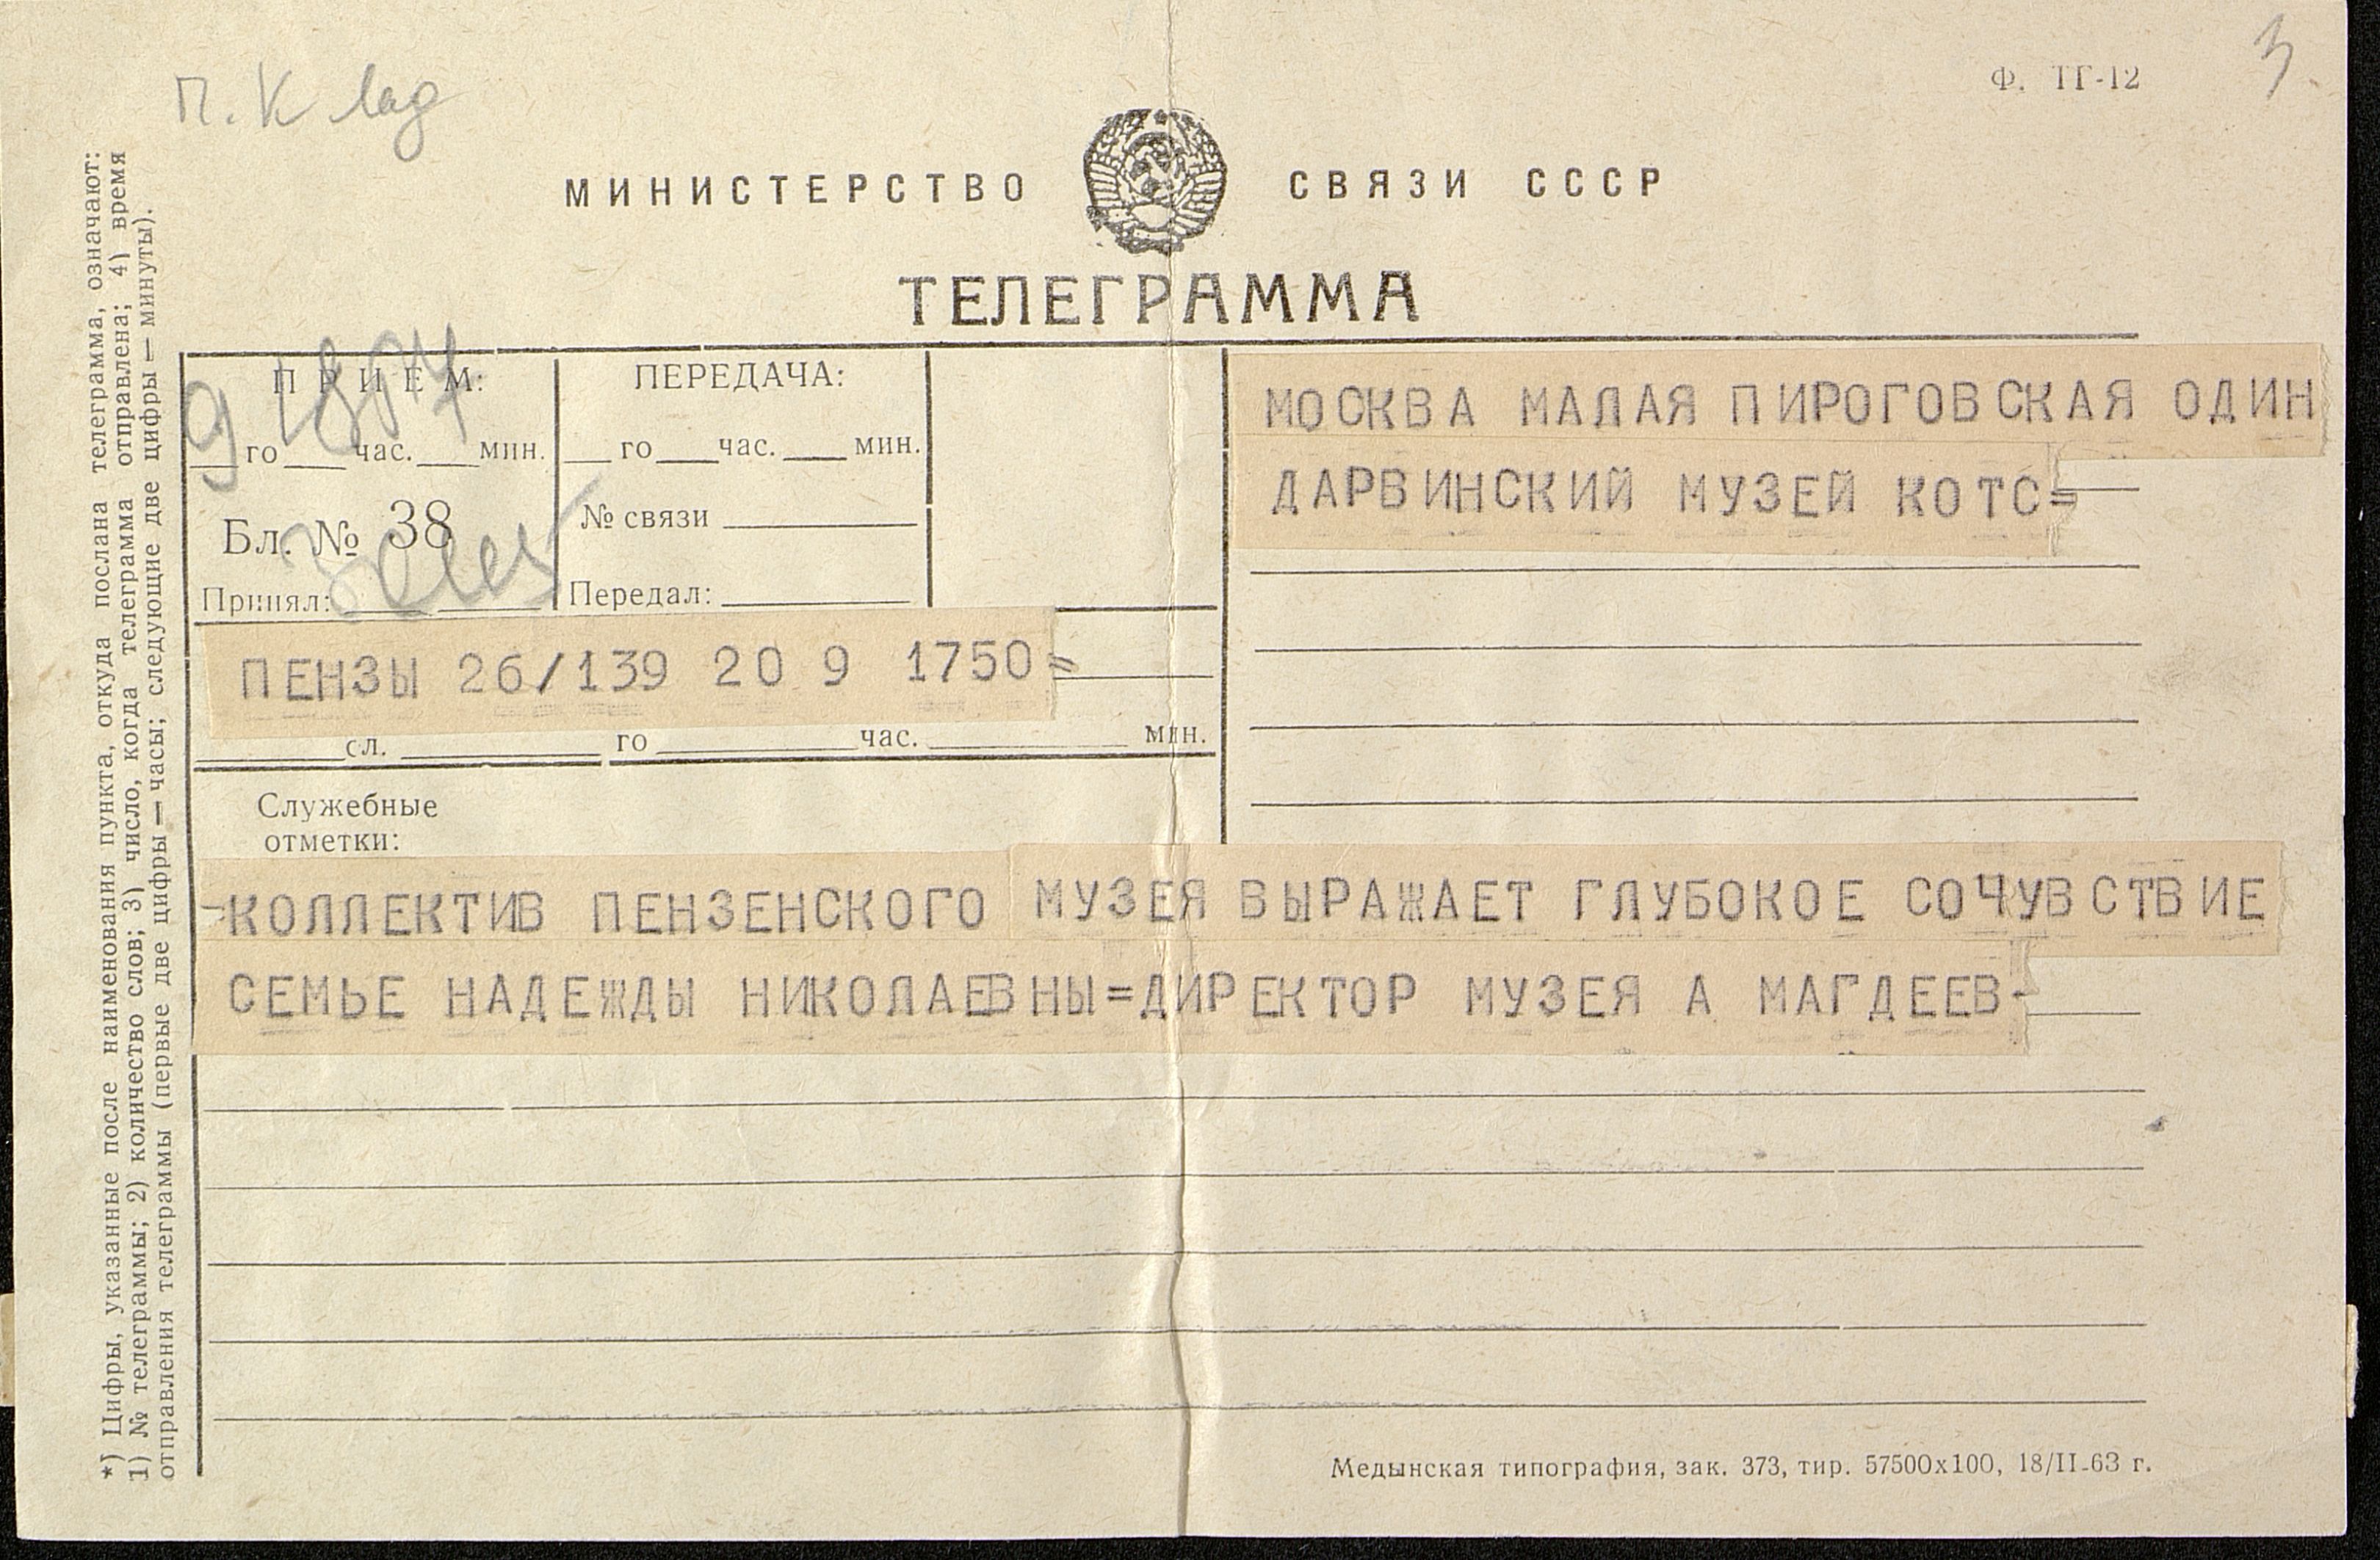 П. К Лад
Ф. ТГ-12
3
МИНИСТЕРСТВО СВЯЗИ СССР
ТЕЛЕГРАММА
ПРИЕМ:
9 1804
го час. мин.
Бл. № 38
Принял:
ПЕРЕДАЧА:
го час. мин.
№ связи
Передал:
МОСКВА МАЛАЯ ПИРОГОВСКАЯ ОДИН
ДАРВИНСКИЙ МУЗЕЙ КОТС=
ПЕНЗЫ 26/139 20 9 1750=
сл. го час. мин.
Служебные
отметки:
-КОЛЛЕКТИВ ПЕНЗЕНСКОГО МУЗЕЯ ВЫРАЖАЕТ ГЛУБОКОЕ СОЧУВСТВИЕ
СЕМЬЕ НАДЕЖДЫ НИКОЛАЕВНЫ=ДИРЕКТОР МУЗЕЯ А МАГДЕЕВ-
*) Цифры, указанные после наименования пункта, откуда послана телеграмма, означают:
1) № телеграммы; 2) количество слов; 3) число, когда телеграмма отправлена; 4) время
отправления телеграммы (первые две цифры — часы; следующие две цифры — минуты).
Медынская типография, зак. 373, тир. 57500х100, 18/II-63 г.